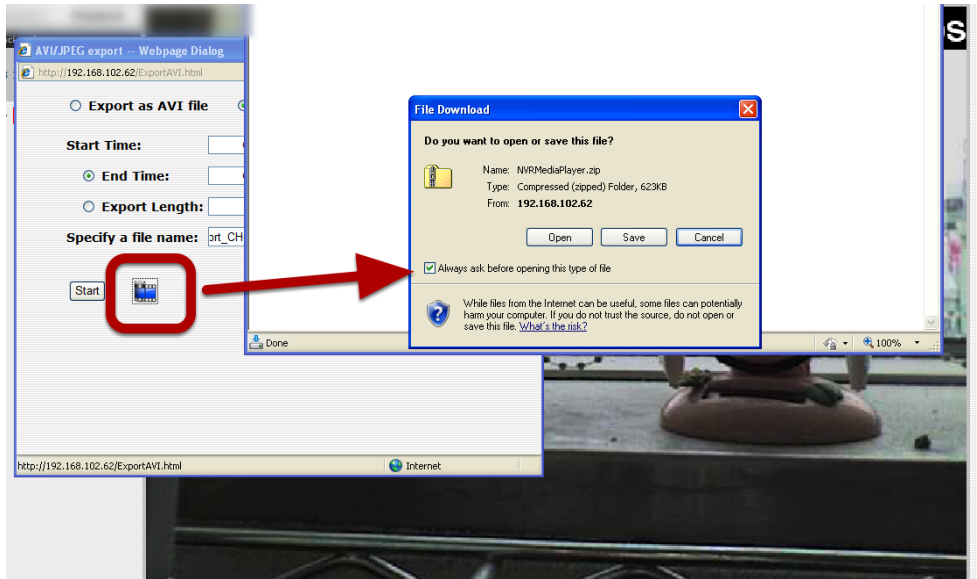 S
AVI/JPEG export -- Webpage Dialog
http://192.168.102.62/ExportAVI.html
Export as AVI file
Start Time:
End Time:
Export Length:
Specify a file name:
ort_CH
Start
http://192.168.102.62/ExportAVI.html
Internet
File Download
Do you want to open or save this file?
Name: NVRMediaPlayer.zip
Type: Compressed (zipped) Folder, 623KB
From: 192.168.102.62
Open
Save
Cancel
Always ask before opening this type of file
While files from the Internet can be useful, some files can potentially
harm your computer. If you do not trust the source, do not open or
save this file. What's the risk?
Done
100%